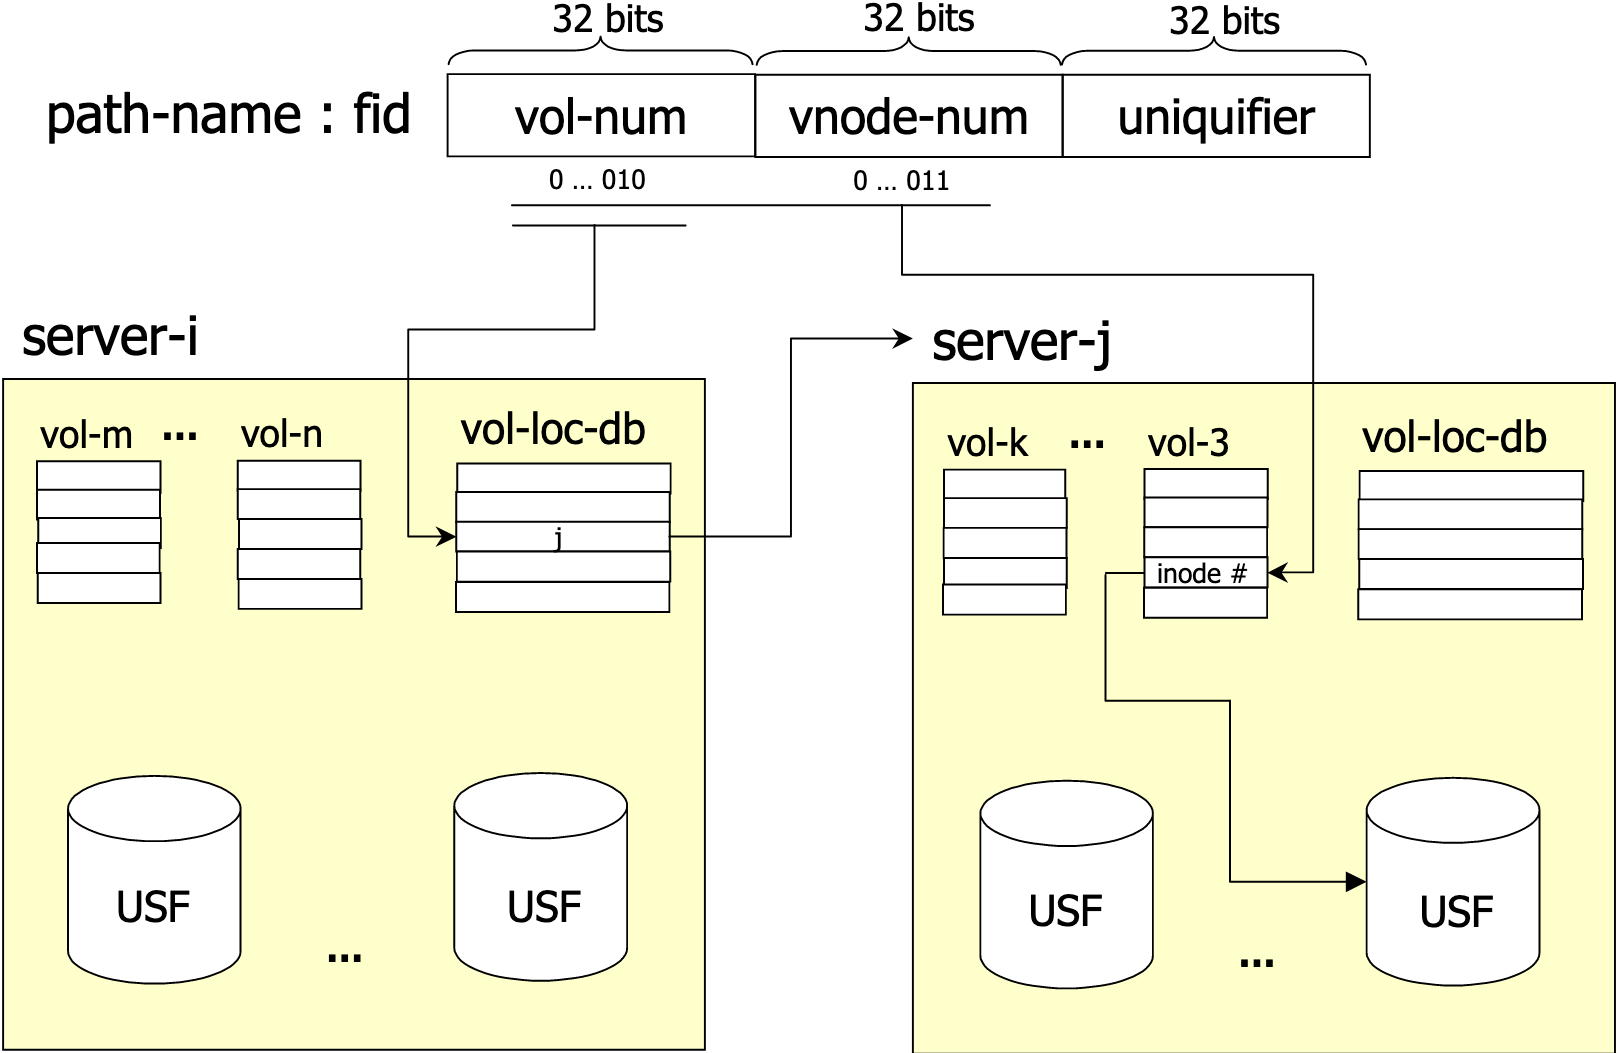 32 bits 32 bits 32 bits
path-name : fid vol-num vnode-num uniquifier
0 ... 010 0 ... 011
server-i
server-j
vol-m ... vol-n vol-loc-db
j
vol-k ... vol-3 vol-loc-db
inode #
USF ... USF
USF ... USF